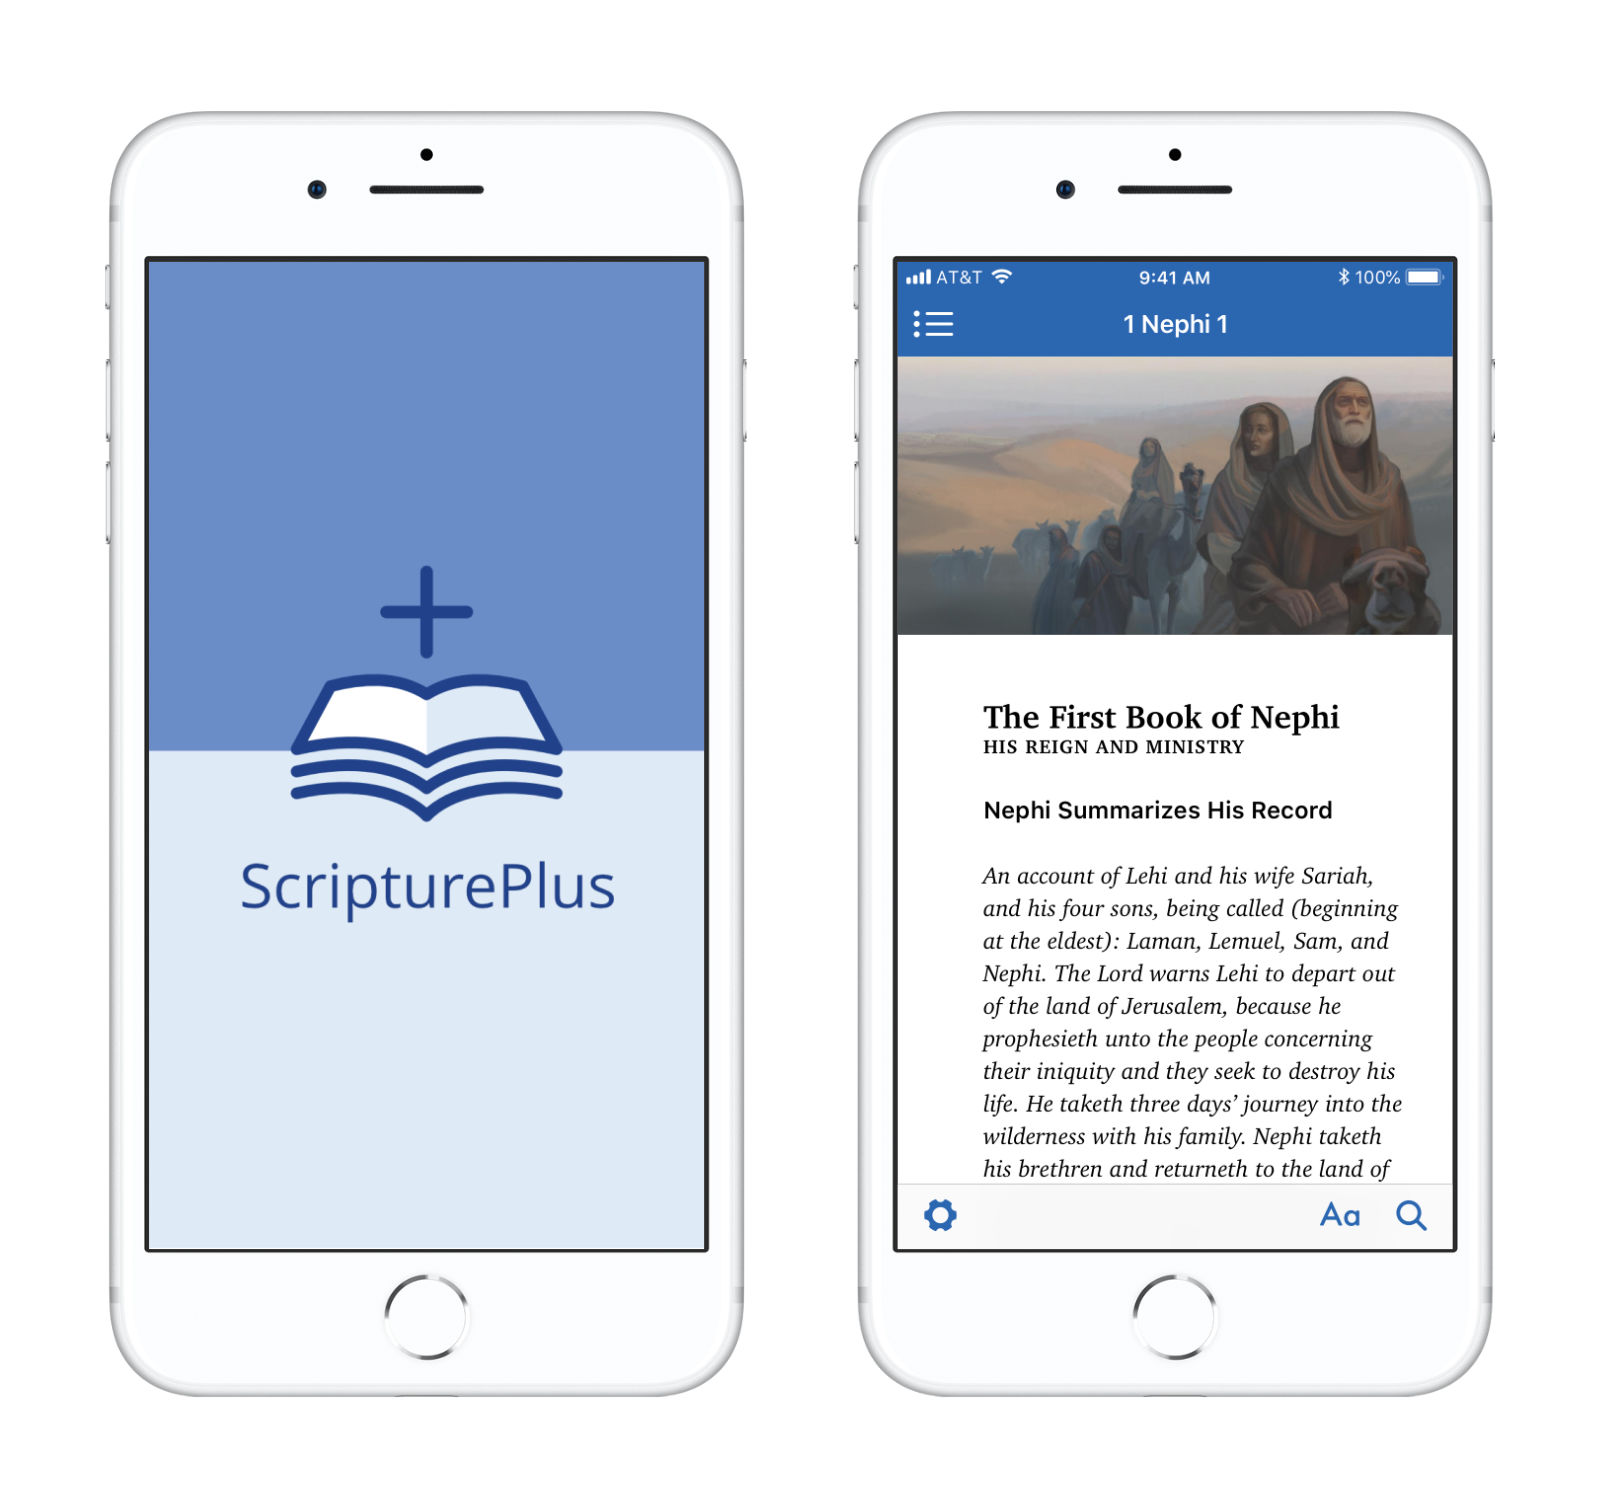 ScripturePlus
AT&T 9:41 AM 100%
1 Nephi 1
The First Book of Nephi
HIS REIGN AND MINISTRY
Nephi Summarizes His Record
An account of Lehi and his wife Sariah,
and his four sons, being called (beginning
at the eldest): Laman, Lemuel, Sam, and
Nephi. The Lord warns Lehi to depart out
of the land of Jerusalem, because he
prophesieth unto the people concerning
their iniquity and they seek to destroy his
life. He taketh three days’ journey into the
wilderness with his family. Nephi taketh
his brethren and returneth to the land of
Aa